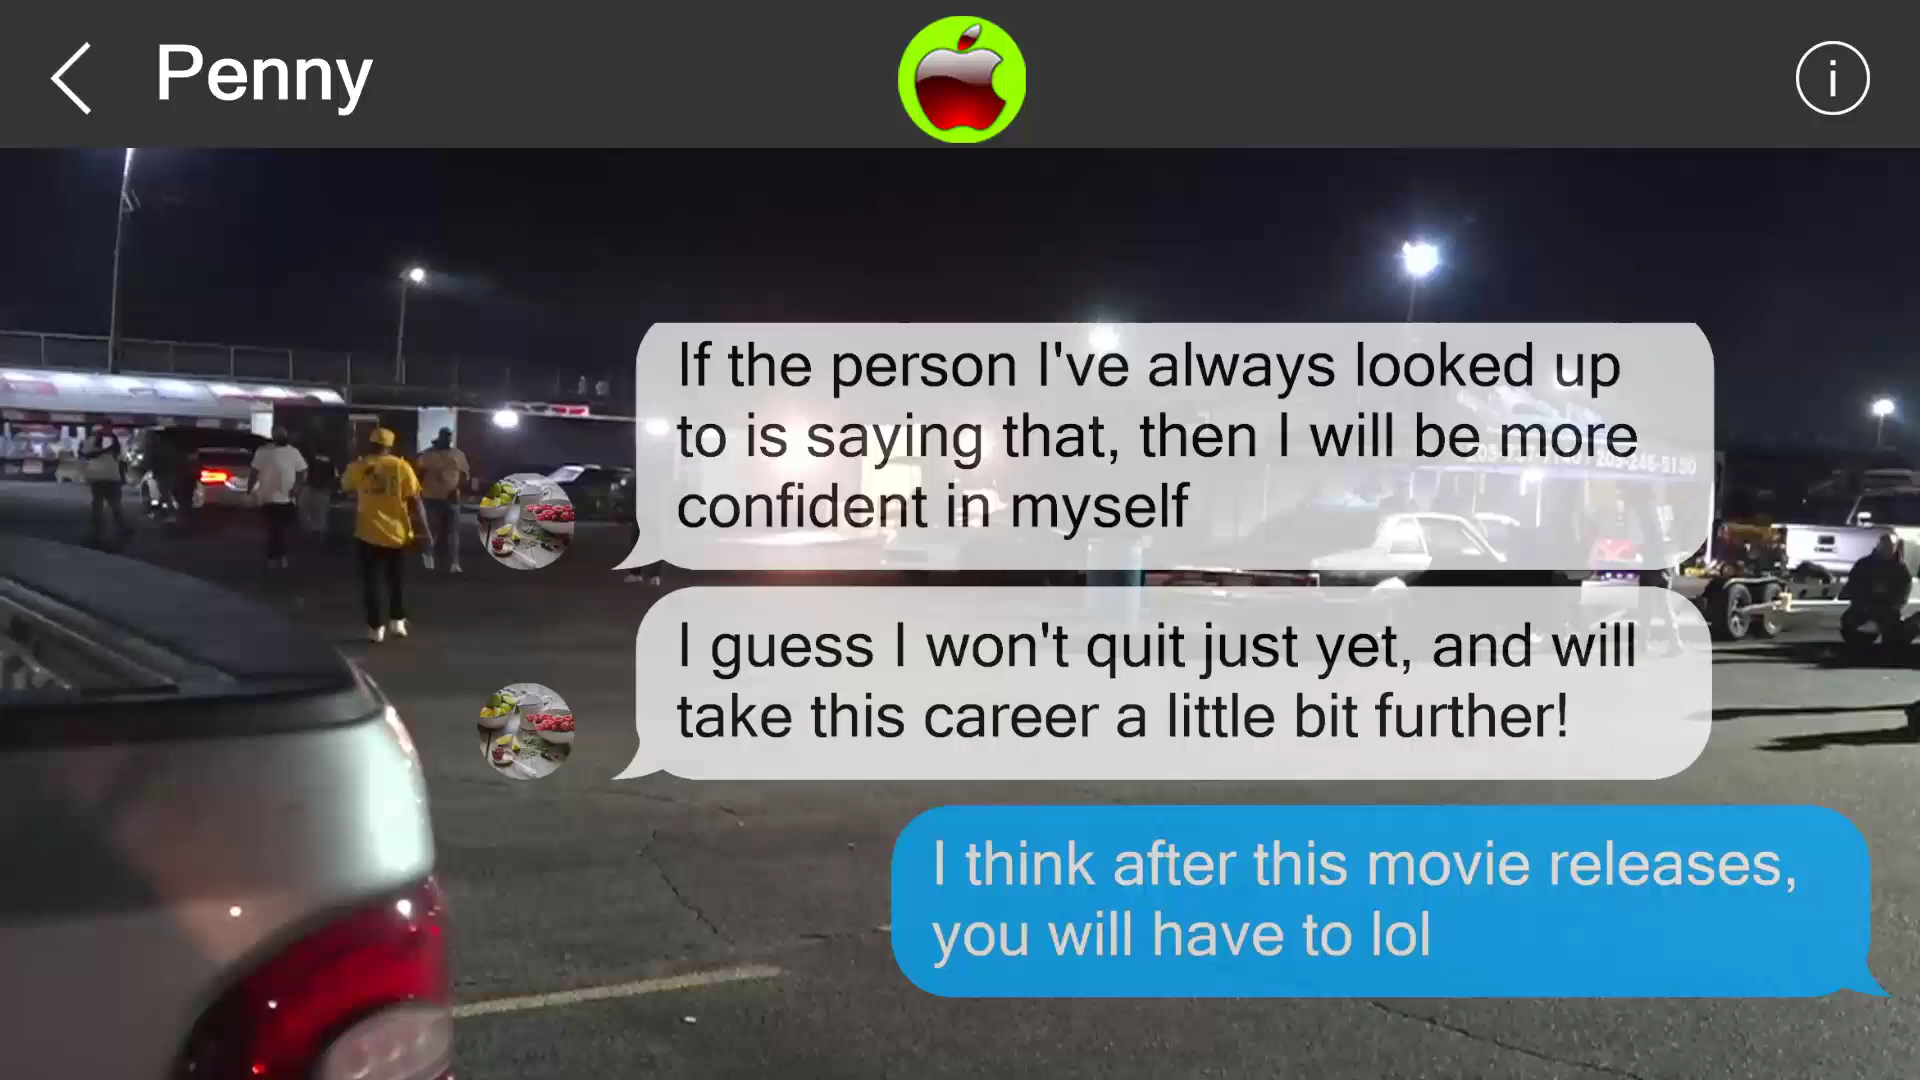 Penny
i
If the person I've always looked up
to is saying that, then I will be more
confident in myself
I guess I won't quit just yet, and will
take this career a little bit further!
I think after this movie releases,
you will have to lol